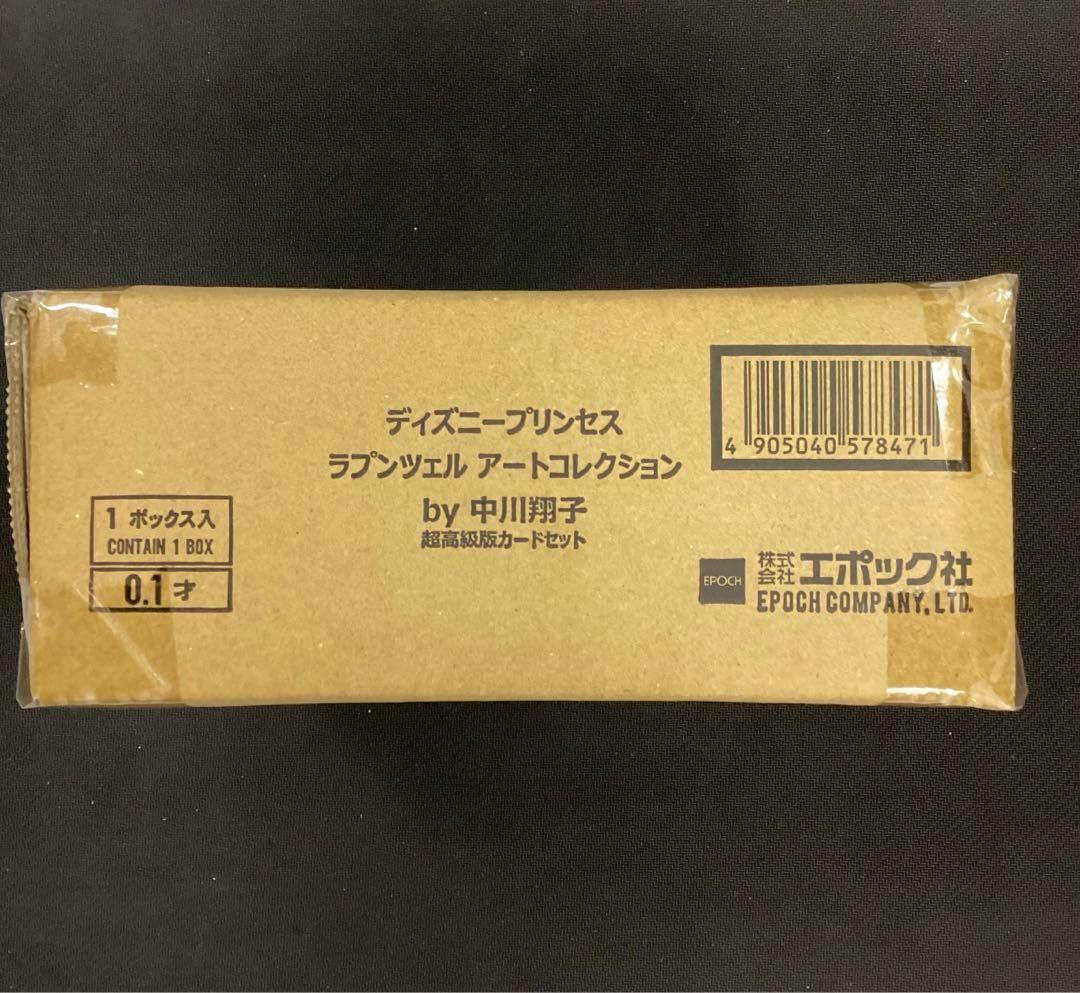 ディズニープリンセス
ラプンツェル アートコレクション
by 中川翔子
超高級版カードセット
4 905040 578471
1 ボックス入
CONTAIN 1 BOX
0.1 才
EPOCH
株式会社 エポック社
EPOCH COMPANY, LTD.